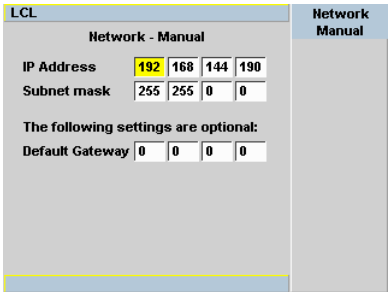 LCL
Network
Manual
Network - Manual
IP Address 192 168 144 190
Subnet mask 255 255 0 0
The following settings are optional:
Default Gateway 0 0 0 0